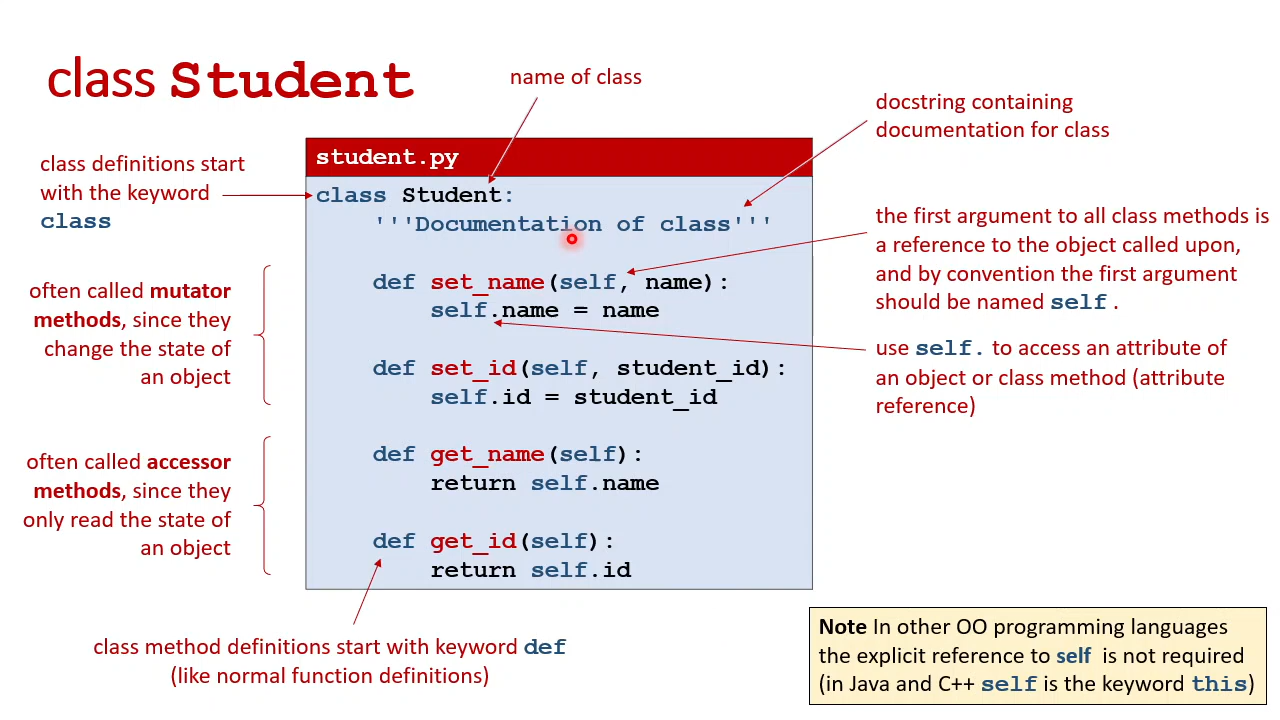 class Student
name of class
docstring containing
documentation for class
class definitions start
with the keyword
class
student.py
class Student:
'''Documentation of class'''
def set_name(self, name):
self.name = name
def set_id(self, student_id):
self.id = student_id
def get_name(self):
return self.name
def get_id(self):
return self.id
the first argument to all class methods is
a reference to the object called upon,
and by convention the first argument
should be named self .
use self. to access an attribute of
an object or class method (attribute
reference)
often called mutator
methods, since they
change the state of
an object
often called accessor
methods, since they
only read the state of
an object
class method definitions start with keyword def
(like normal function definitions)
Note In other OO programming languages
the explicit reference to self is not required
(in Java and C++ self is the keyword this)